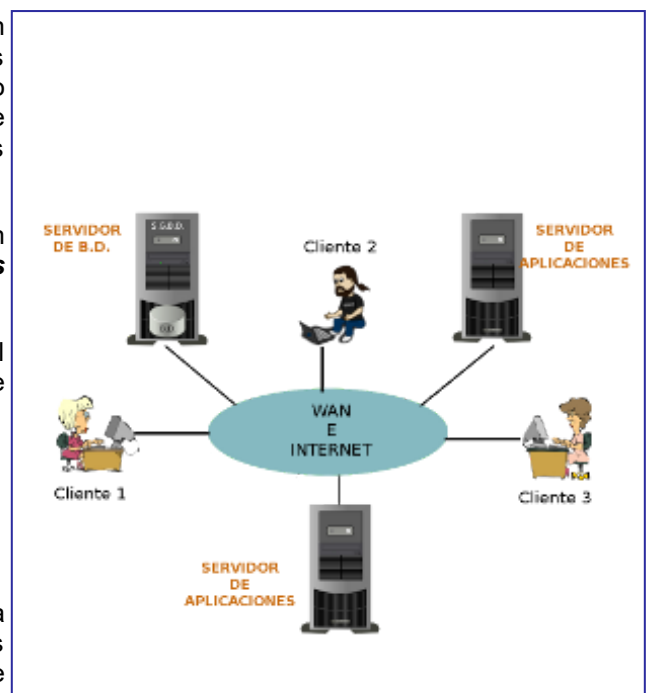 SERVIDOR
DE B.D.
S.G.B.D.
Cliente 2
SERVIDOR
DE
APLICACIONES
WAN
E
INTERNET
Cliente 1
Cliente 3
SERVIDOR
DE
APLICACIONES